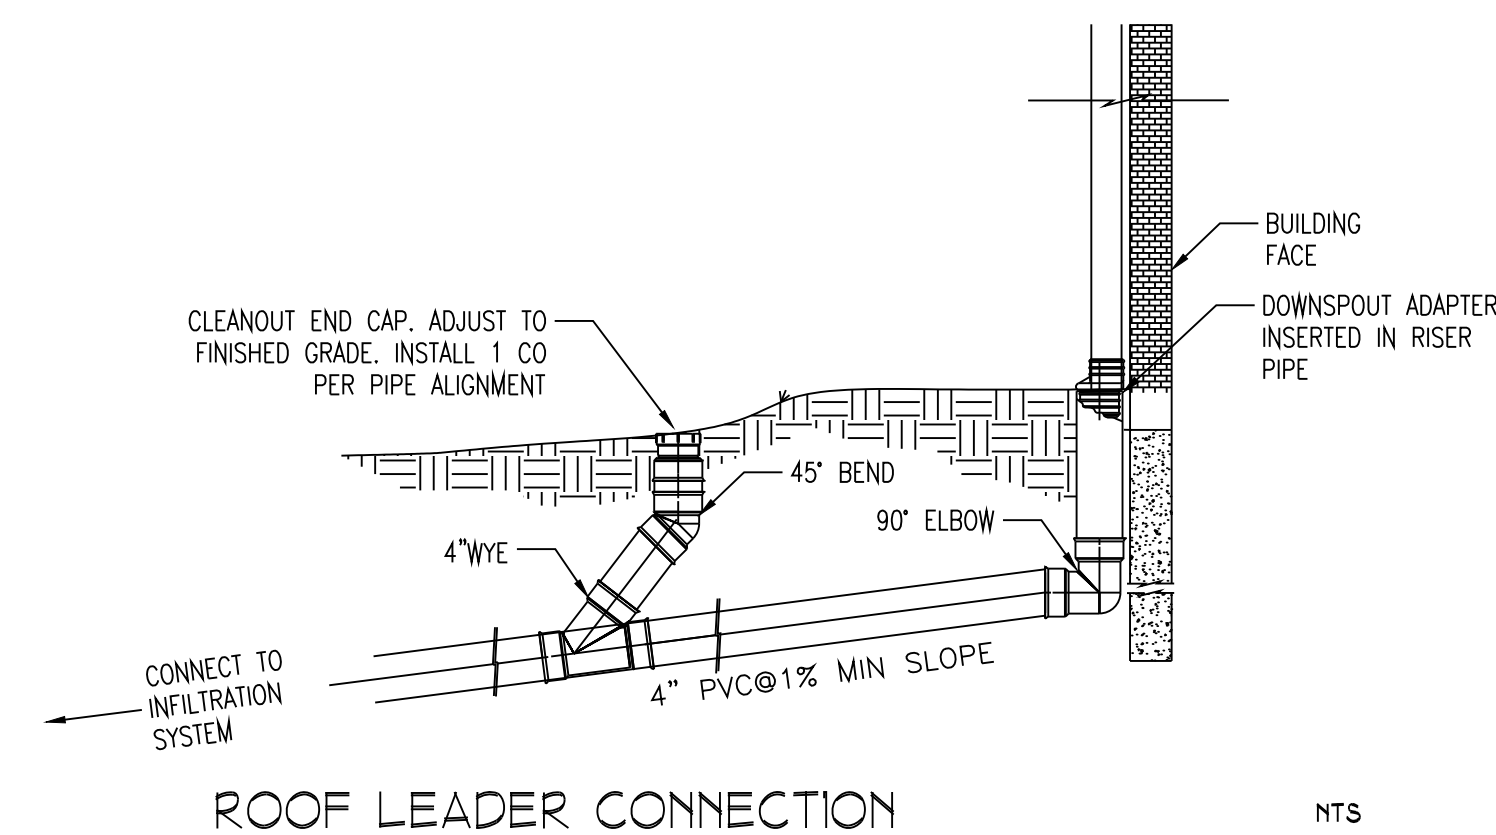 BUILDING
FACE
CLEANOUT END CAP. ADJUST TO
FINISHED GRADE. INSTALL 1 CO
PER PIPE ALIGNMENT
DOWNSPOUT ADAPTER
INSERTED IN RISER
PIPE
45° BEND
90° ELBOW
4"WYE
CONNECT TO
INFILTRATION
SYSTEM
4" PVC@1% MIN SLOPE
ROOF LEADER CONNECTION
NTS